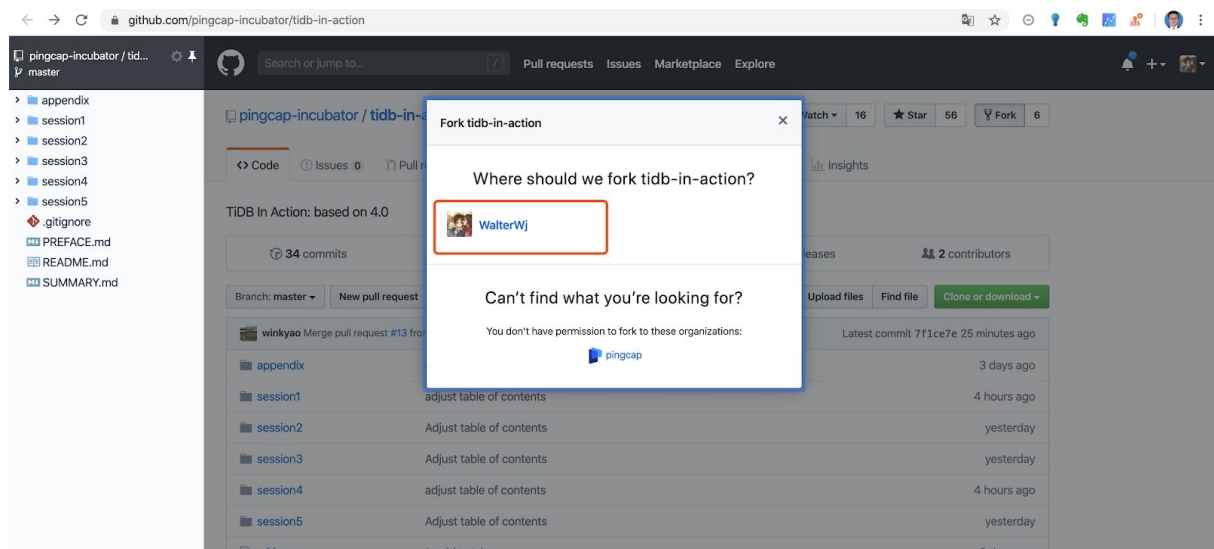 github.com/pingcap-incubator/tidb-in-action
pingcap-incubator / tid...
master
Search or jump to...
/
Pull requests Issues Marketplace Explore
appendix
session1
session2
session3
session4
session5
.gitignore
PREFACE.md
README.md
SUMMARY.md
pingcap-incubator / tidb-in-a
Watch 16
Star 56
Fork 6
Code
Issues 0
Pull r
Insights
Fork tidb-in-action
Where should we fork tidb-in-action?
WalterWj
Can't find what you're looking for?
You don't have permission to fork to these organizations:
pingcap
TiDB In Action: based on 4.0
34 commits
eases
2 contributors
Branch: master
New pull request
Upload files
Find file
Clone or download
winkyao Merge pull request #13 fro
Latest commit 7f1ce7e 25 minutes ago
appendix
3 days ago
session1 adjust table of contents 4 hours ago
session2 Adjust table of contents yesterday
session3 Adjust table of contents yesterday
session4 adjust table of contents 4 hours ago
session5 Adjust table of contents yesterday